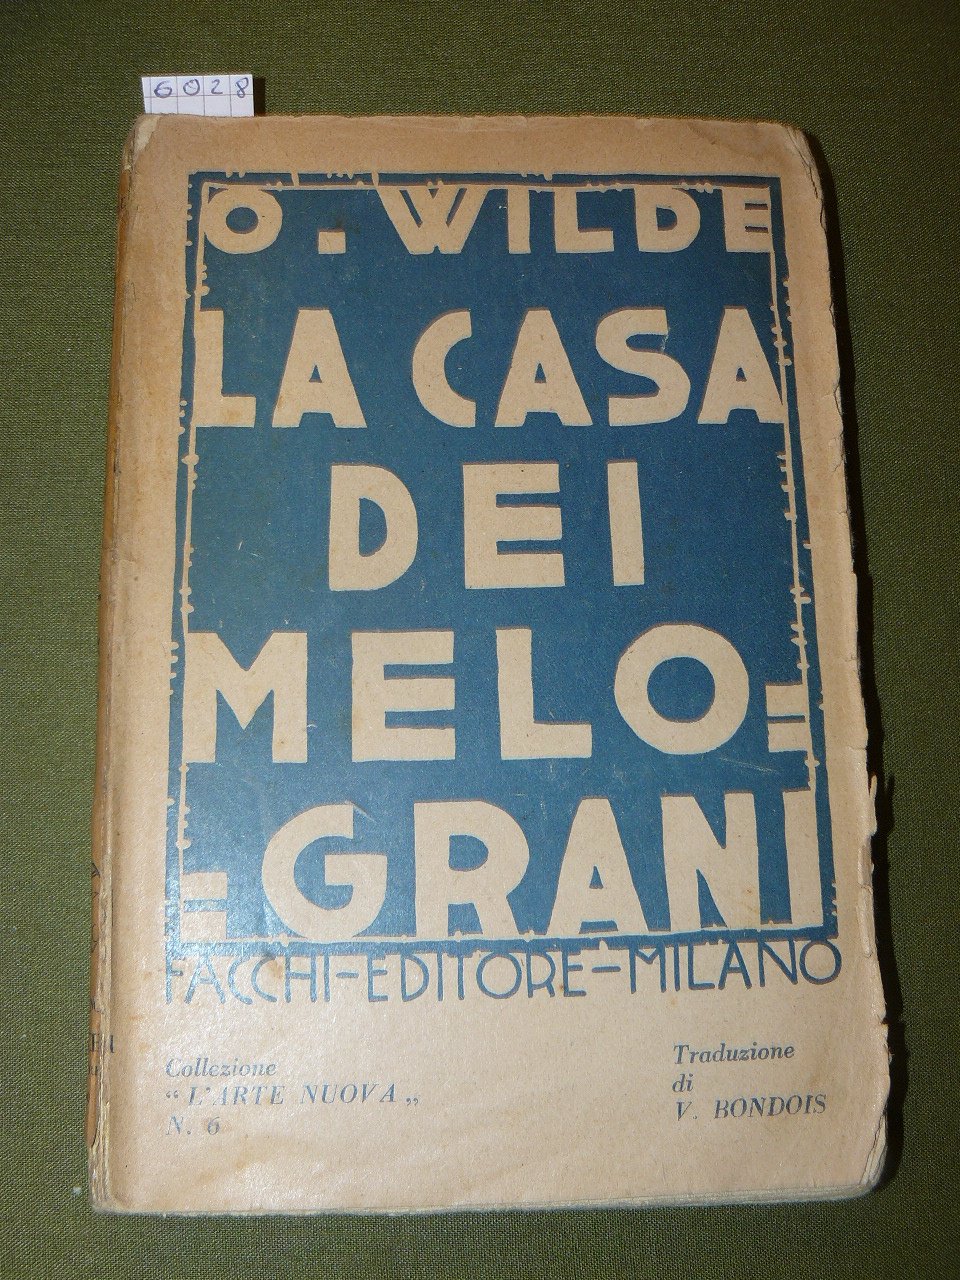 6028
O. WILDE
LA CASA
DEI
MELO=
=GRANI
FACCHI-EDITORE-MILANO
Collezione
"L'ARTE NUOVA„
N. 6
Traduzione
di
V. BONDOIS